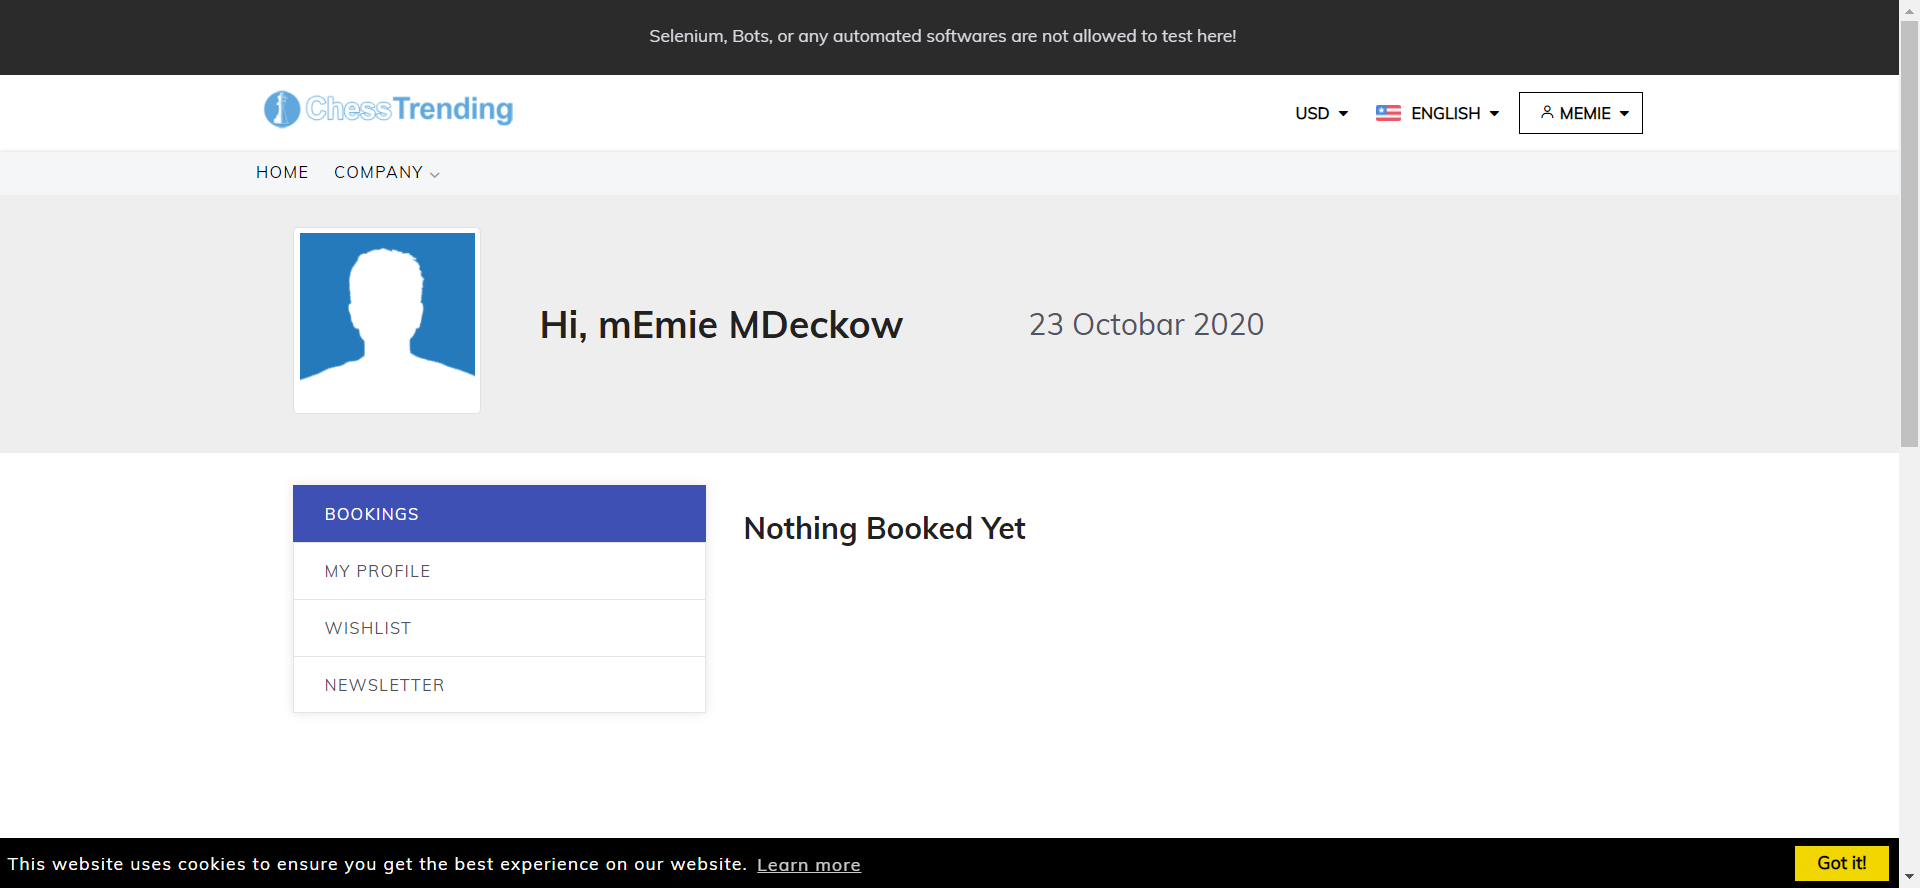 Selenium, Bots, or any automated softwares are not allowed to test here!
ChessTrending
USD
ENGLISH
MEMIE
HOME
COMPANY
Hi, mEmie MDeckow
23 Octobar 2020
BOOKINGS
MY PROFILE
WISHLIST
NEWSLETTER
Nothing Booked Yet
This website uses cookies to ensure you get the best experience on our website. Learn more
Got it!